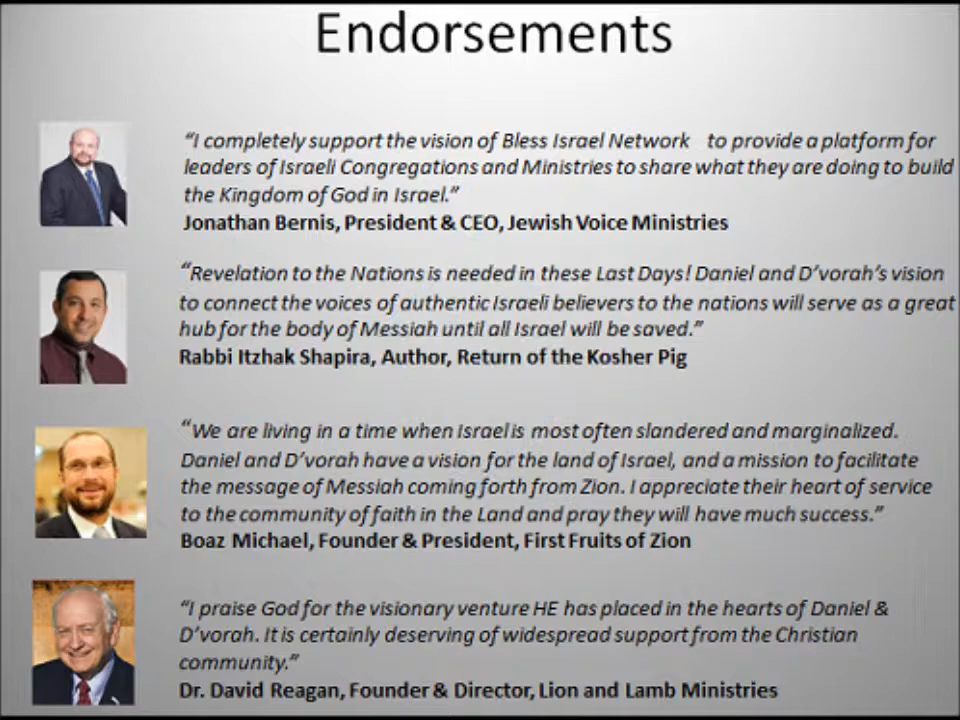 Endorsements
“I completely support the vision of Bless Israel Network to provide a platform for
leaders of Israeli Congregations and Ministries to share what they are doing to build
the Kingdom of God in Israel.”
Jonathan Bernis, President & CEO, Jewish Voice Ministries
“Revelation to the Nations is needed in these Last Days! Daniel and D’vorah’s vision
to connect the voices of authentic Israeli believers to the nations will serve as a great
hub for the body of Messiah until all Israel will be saved.”
Rabbi Itzhak Shapira, Author, Return of the Kosher Pig
“We are living in a time when Israel is most often slandered and marginalized.
Daniel and D’vorah have a vision for the land of Israel, and a mission to facilitate
the message of Messiah coming forth from Zion. I appreciate their heart of service
to the community of faith in the Land and pray they will have much success.”
Boaz Michael, Founder & President, First Fruits of Zion
“I praise God for the visionary venture HE has placed in the hearts of Daniel &
D’vorah. It is certainly deserving of widespread support from the Christian
community.”
Dr. David Reagan, Founder & Director, Lion and Lamb Ministries